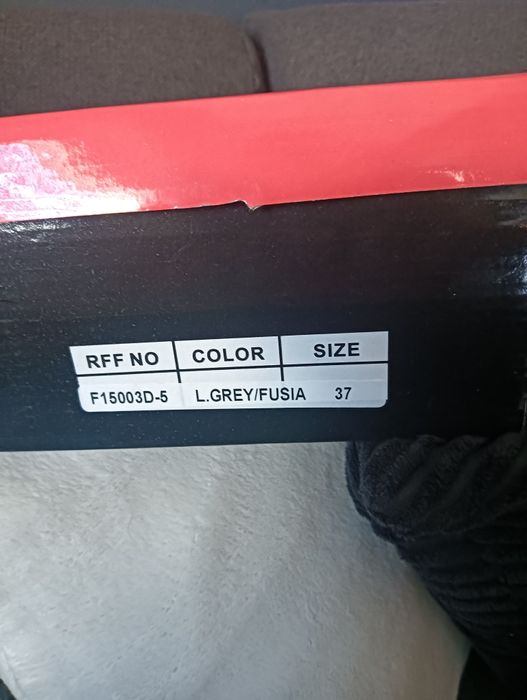 RFF NO COLOR SIZE
F15003D-5 L.GREY/FUSIA 37